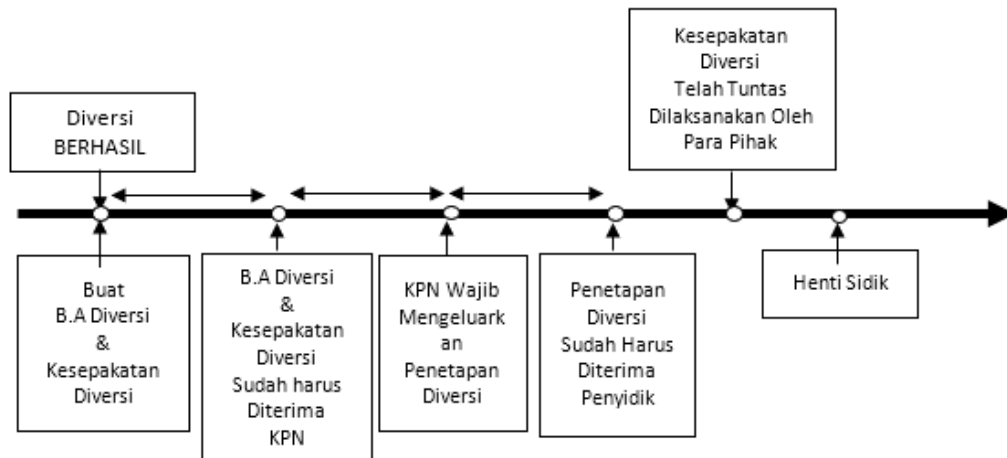 Kesepakatan
Diversi
Telah Tuntas
Dilaksanakan Oleh
Para Pihak
Diversi
BERHASIL
Buat
B.A Diversi
&
Kesepakatan
Diversi
B.A Diversi
&
Kesepakatan
Diversi
Sudah harus
Diterima
KPN
KPN Wajib
Mengeluark
an
Penetapan
Diversi
Penetapan
Diversi
Sudah Harus
Diterima
Penyidik
Henti Sidik